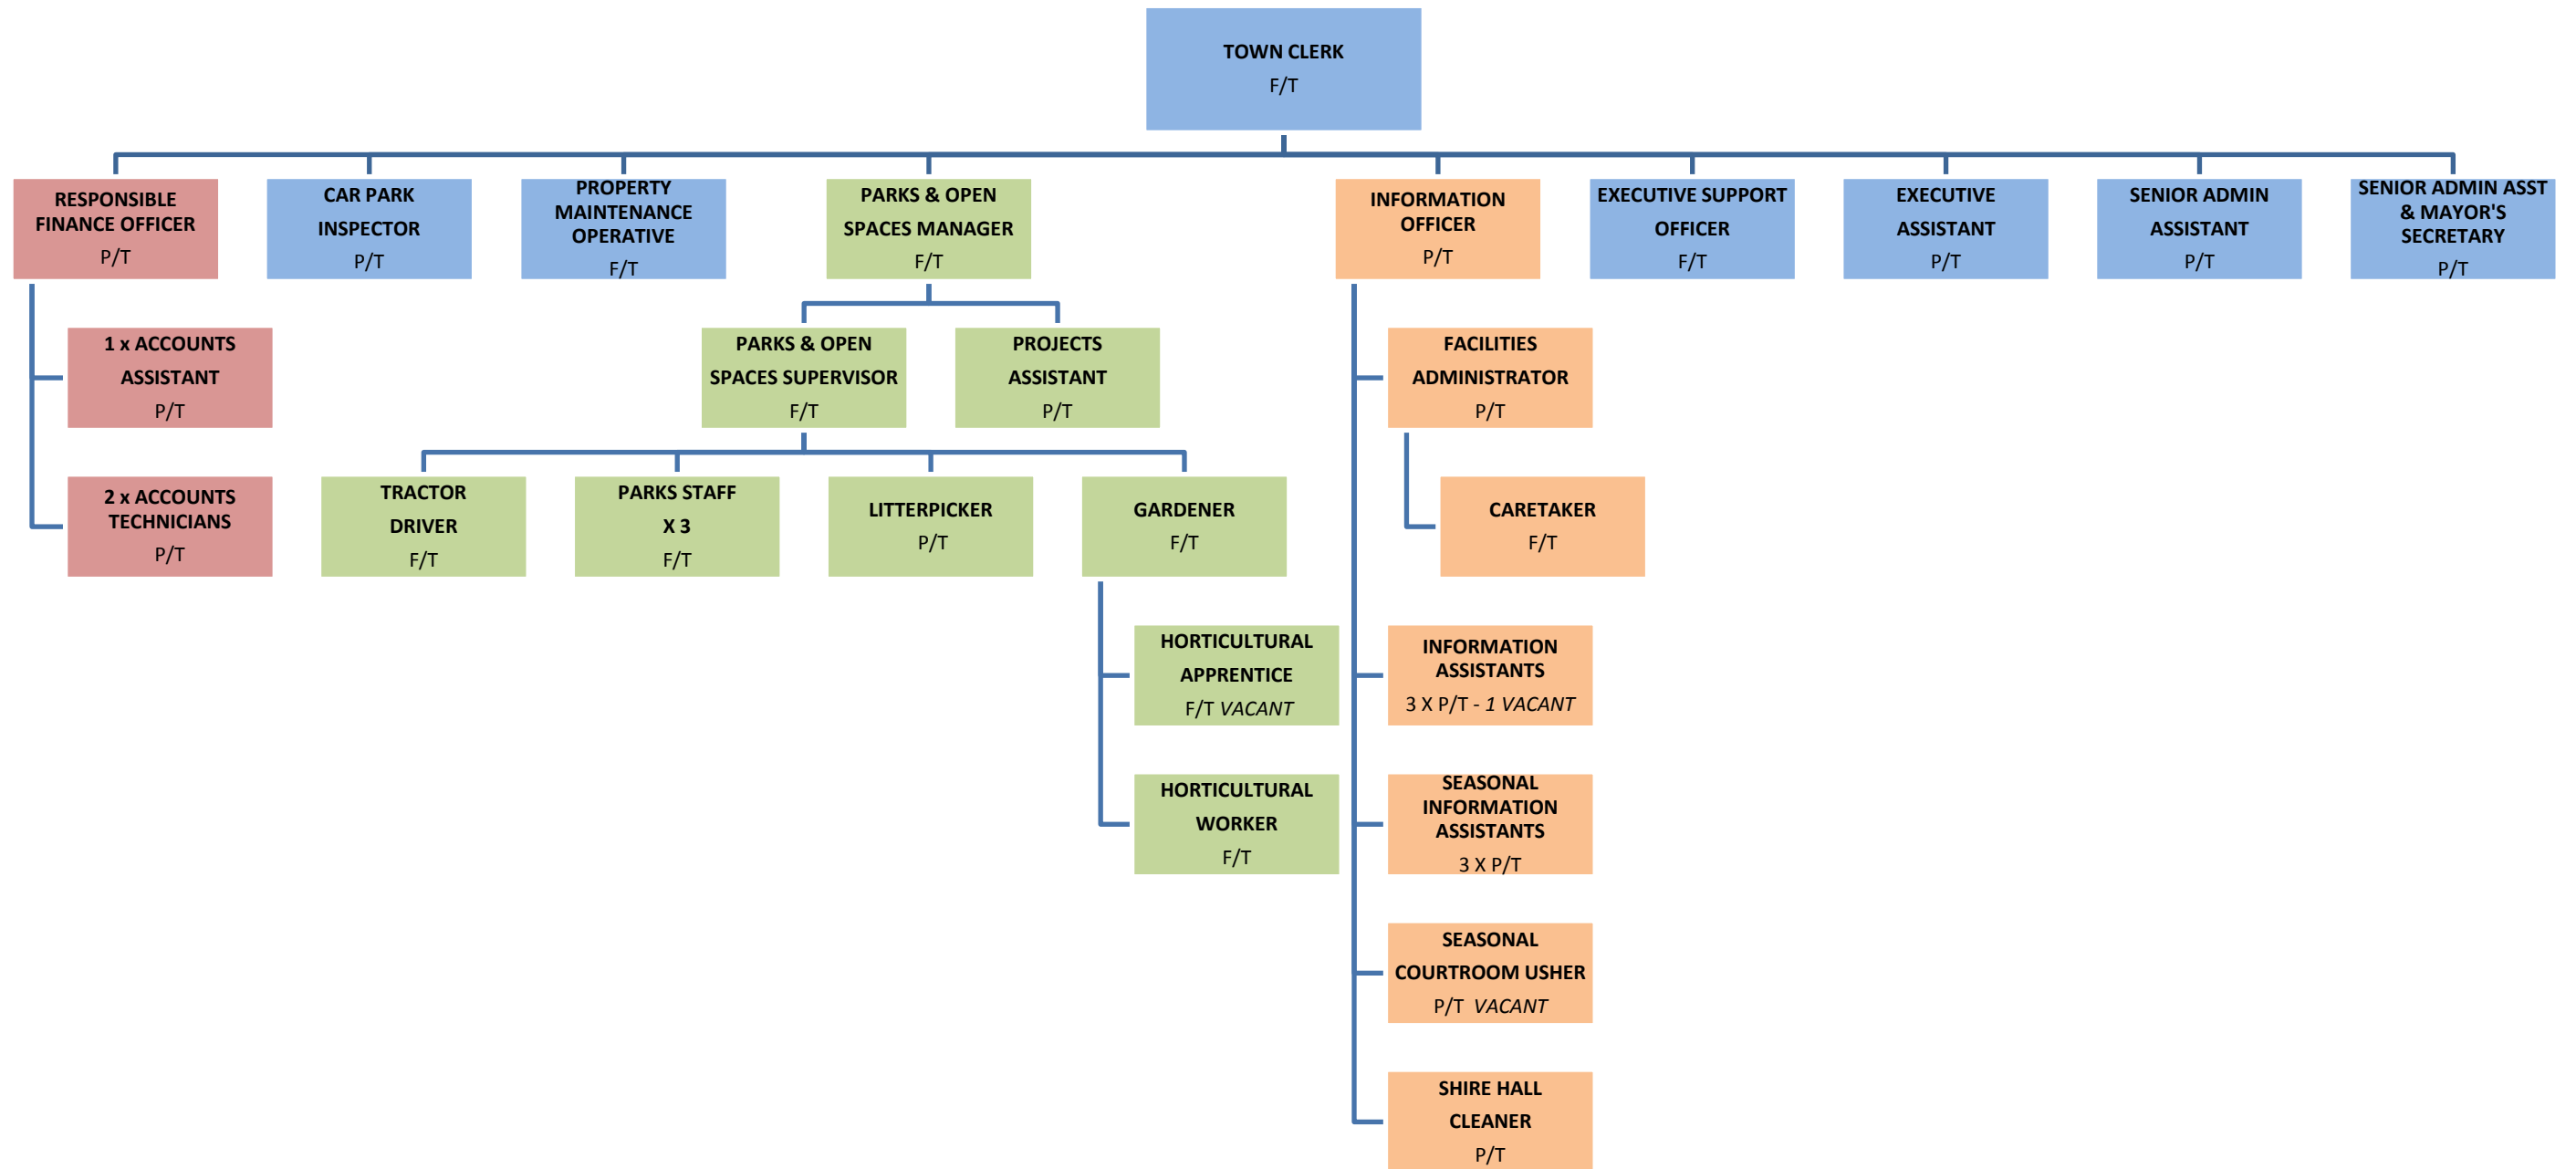 TOWN CLERK
F/T
RESPONSIBLE
FINANCE OFFICER
P/T
CAR PARK
INSPECTOR
P/T
PROPERTY
MAINTENANCE
OPERATIVE
F/T
PARKS & OPEN
SPACES MANAGER
F/T
INFORMATION
OFFICER
P/T
EXECUTIVE SUPPORT
OFFICER
F/T
EXECUTIVE
ASSISTANT
P/T
SENIOR ADMIN
ASSISTANT
P/T
SENIOR ADMIN ASST
& MAYOR'S
SECRETARY
P/T
1 x ACCOUNTS
ASSISTANT
P/T
PARKS & OPEN
SPACES SUPERVISOR
F/T
PROJECTS
ASSISTANT
P/T
FACILITIES
ADMINISTRATOR
P/T
2 x ACCOUNTS
TECHNICIANS
P/T
TRACTOR
DRIVER
F/T
PARKS STAFF
X 3
F/T
LITTERPICKER
P/T
GARDENER
F/T
CARETAKER
F/T
HORTICULTURAL
APPRENTICE
F/T VACANT
INFORMATION
ASSISTANTS
3 X P/T - 1 VACANT
HORTICULTURAL
WORKER
F/T
SEASONAL
INFORMATION
ASSISTANTS
3 X P/T
SEASONAL
COURTROOM USHER
P/T VACANT
SHIRE HALL
CLEANER
P/T